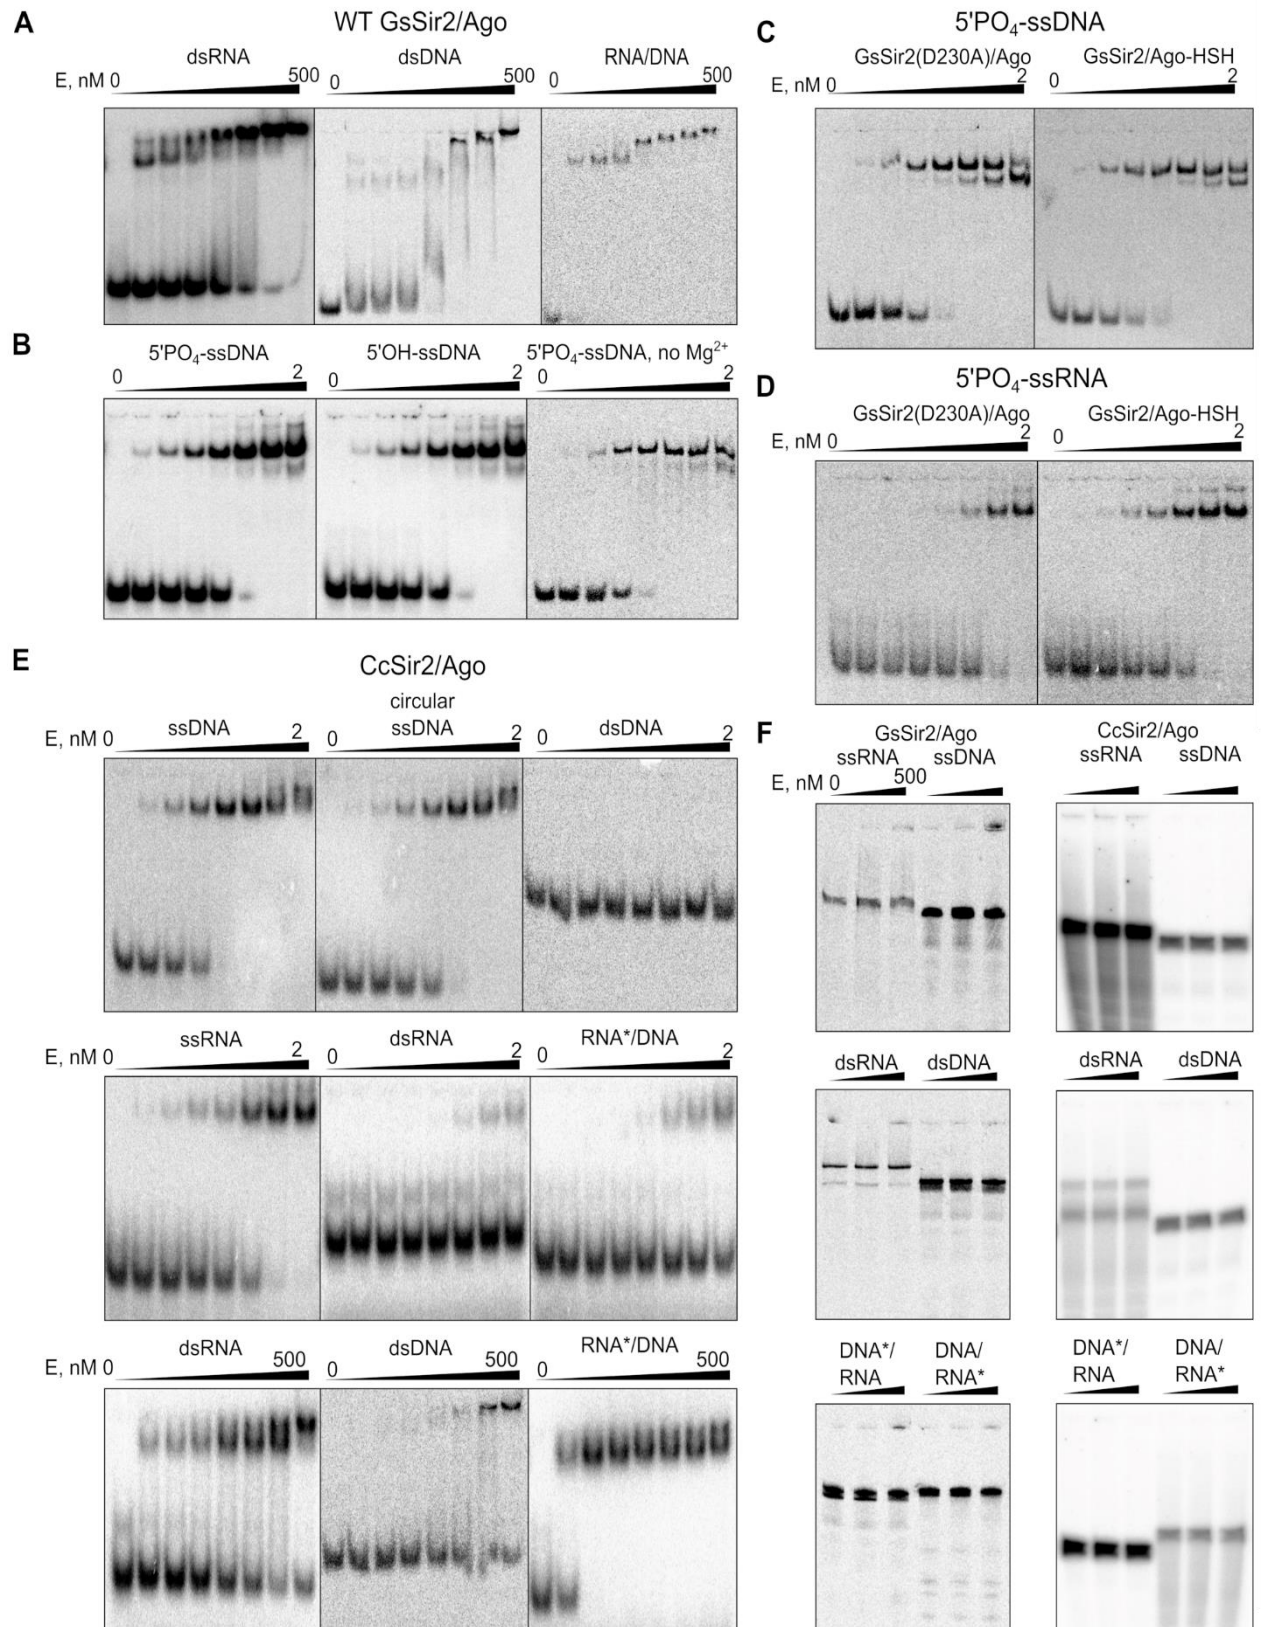 A
WT GsSir2/Ago
dsRNA dsDNA RNA/DNA
E, nM 0 500 0 500 0 500
B
5'PO₄-ssDNA 5'OH-ssDNA 5'PO₄-ssDNA, no Mg²⁺
0 2 0 2 0 2
C
5'PO₄-ssDNA
GsSir2(D230A)/Ago GsSir2/Ago-HSH
E, nM 0 2 0 2
D
5'PO₄-ssRNA
GsSir2(D230A)/Ago GsSir2/Ago-HSH
E, nM 0 2 0 2
E
CcSir2/Ago
circular
ssDNA ssDNA dsDNA
E, nM 0 2 0 2 0 2
ssRNA dsRNA RNA*/DNA
E, nM 0 2 0 2 0 2
dsRNA dsDNA RNA*/DNA
E, nM 0 500 0 500 0 500
F
GsSir2/Ago CcSir2/Ago
ssRNA ssDNA ssRNA ssDNA
E, nM 0 500
dsRNA dsDNA dsRNA dsDNA
DNA*/ DNA/ DNA*/ DNA/
RNA RNA* RNA RNA*